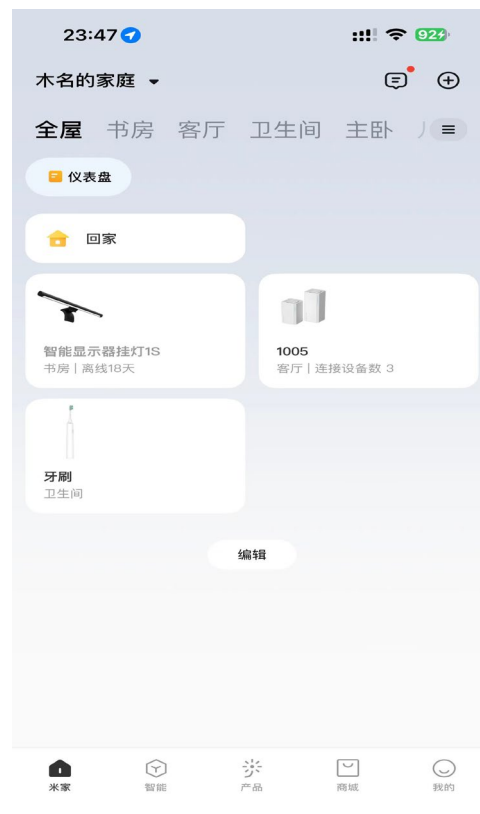 23:47
92
木名的家庭
全屋 书房 客厅 卫生间 主卧
仪表盘
回家
智能显示器挂灯1S
书房 | 离线18天
1005
客厅 | 连接设备数 3
牙刷
卫生间
编辑
米家 智能 产品 商城 我的